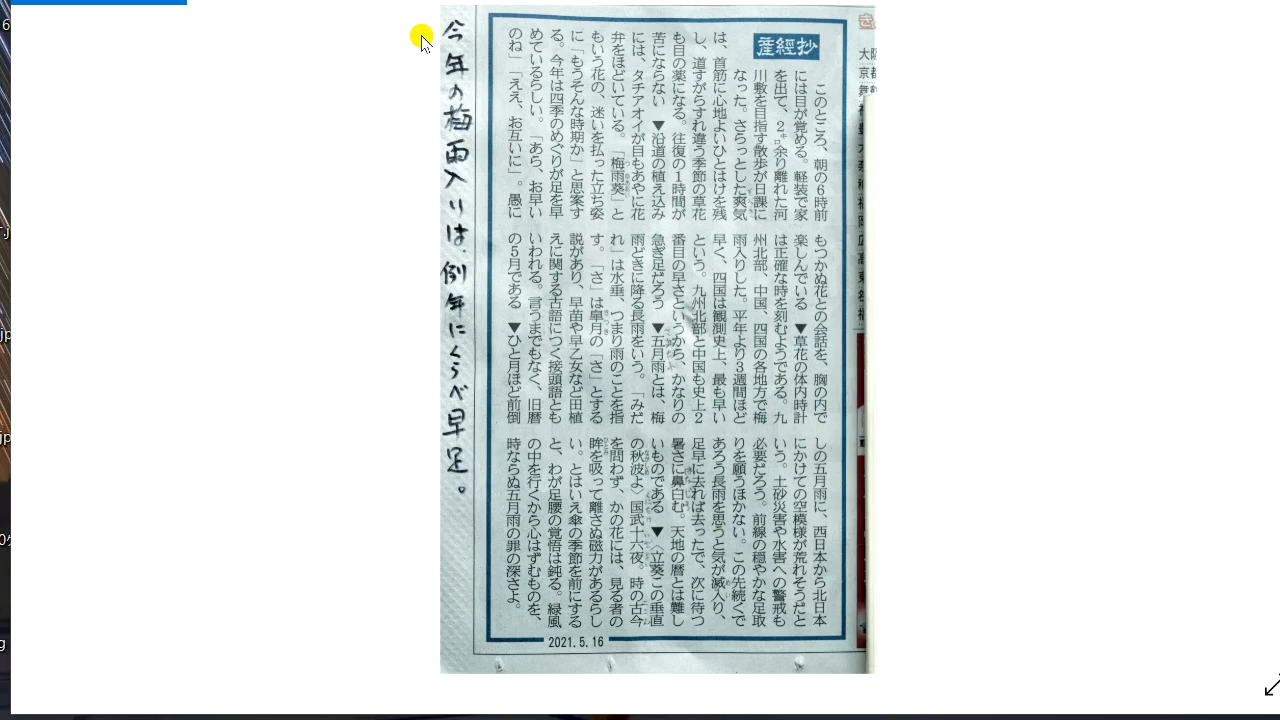 今年の梅雨入りは、例年にくらべ早足。
産經抄
このところ、朝の6時前
には目が覚める。軽装で家
を出て、2㌔余り離れた河
川敷を目指す散歩が日課に
なった。さらっとした爽気
は、首筋に心地よいひとはけを残
し、道すがらすれ違う季節の草花
も目の薬になる。往復の1時間が
苦にならない▼沿道の植え込み
には、タチアオイが目もあやに花
弁をほどいている。「梅雨葵」と
もいう花の、迷いを払った立ち姿
に「もうそんな時期か」と思案す
る。今年は四季のめぐりが足を早
めているらしい。「あら、お早い
のね」「ええ、お互いに」。愚に
もつかぬ花との会話を、胸の内で
楽しんでいる▼草花の体内時計
は正確な時を刻むようである。九
州北部、中国、四国の各地方で梅
雨入りした。平年より3週間ほど
早く、四国は観測史上、最も早い
という。九州北部と中国も史上2
番目の早さというから、かなりの
急ぎ足だろう▼五月雨とは、梅
雨どきに降る長雨をいう。「みだ
れ」は水垂、つまり雨のことを指
す。「さ」は皐月の「さ」とする
説があり、早苗や早乙女など田植
えに関する古語につく接頭語とも
いわれる。言うまでもなく、旧暦
の5月である▼ひと月ほど前倒
しの五月雨に、西日本から北日本
にかけての空模様が荒れそうだと
いう。土砂災害や水害への警戒も
必要だろう。前線の穏やかな足取
りを願うほかない。この先続くで
あろう長雨を思うと気が滅入り、
足早に去れば去ったで、次に待つ
暑さに鼻白む。天地の暦とは難し
いものである▼〈立葵この垂直
の秋波よ〉国武十六夜。時の古今
を問わず、かの花には、見る者の
眸を吸って離さぬ磁力があるらし
い。とはいえ傘の季節を前にする
と、わが足腰の覚悟は鈍る。緑風
の中を行くから心はずむものを、
時ならぬ五月雨の罪の深さよ。
2021.5.16